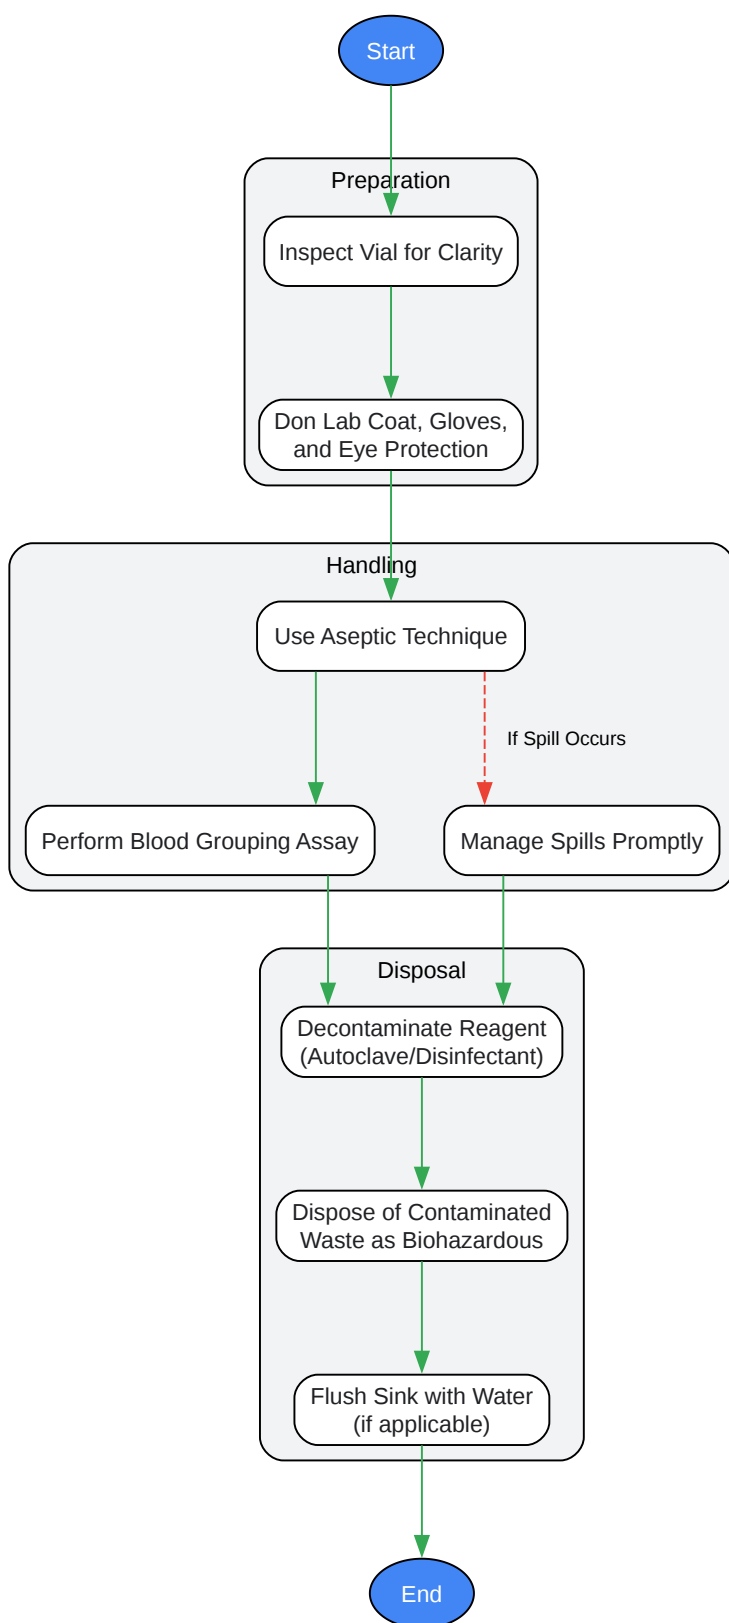 Start
Preparation
Inspect Vial for Clarity
Don Lab Coat, Gloves,
and Eye Protection
Handling
Use Aseptic Technique
If Spill Occurs
Perform Blood Grouping Assay
Manage Spills Promptly
Disposal
Decontaminate Reagent
(Autoclave/Disinfectant)
Dispose of Contaminated
Waste as Biohazardous
Flush Sink with Water
(if applicable)
End